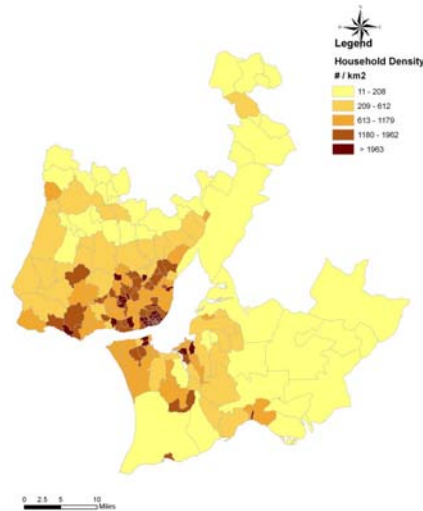 Legend
Household Density
# / km2
11 - 208
209 - 612
613 - 1179
1180 - 1962
> 1963
0 2.5 5 10
Miles